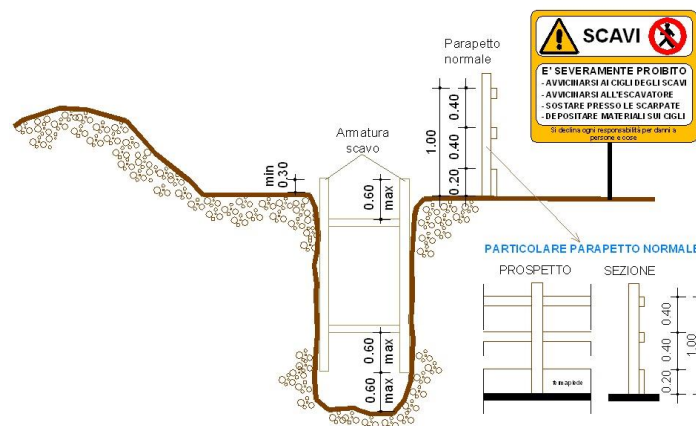 SCAVI
E' SEVERAMENTE PROIBITO
- AVVICINARSI AI CIGLI DEGLI SCAVI
- AVVICINARSI ALL'ESCAVATORE
- SOSTARE PRESSO LE SCARPATE
- DEPOSITARE MATERIALI SUI CIGLI
Si declina ogni responsabilità per danni a
persone e cose
Parapetto
normale
1.00
0.40
0.40
0.20
Armatura
scavo
min
0,30
0.60
max
0.60
max
0.60
max
PARTICOLARE PARAPETTO NORMALE
PROSPETTO
SEZIONE
0.40
0.40
0.20
1.00
fermapiede